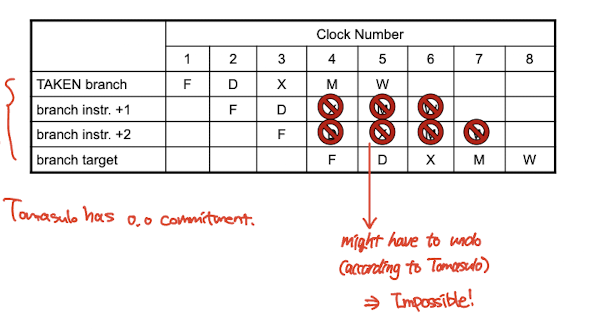 Clock Number
1 2 3 4 5 6 7 8
TAKEN branch F D X M W
branch instr. +1 F D
branch instr. +2 F
branch target F D X M W
Tomasulo has o.o commitment.
might have to undo
(according to Tomasulo)
⇒ Impossible!